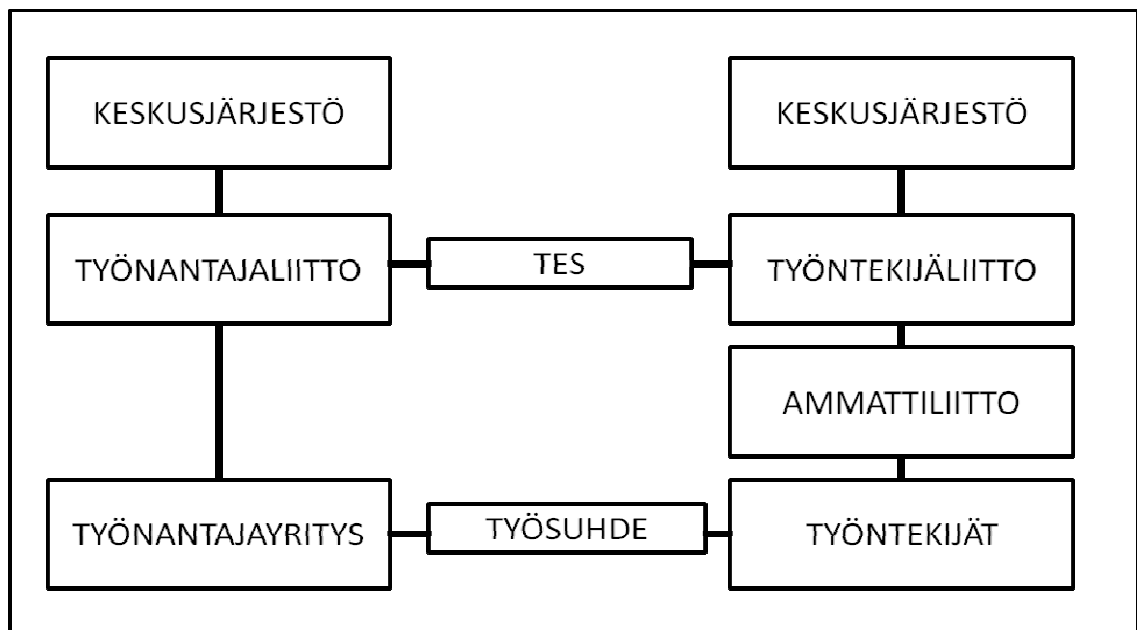 KESKUSJÄRJESTÖ
KESKUSJÄRJESTÖ
TYÖNANTAJALIITTO
TES
TYÖNTEKIJÄLIITTO
AMMATTILIITTO
TYÖNANTAJAYRITYS
TYÖSUHDE
TYÖNTEKIJÄT